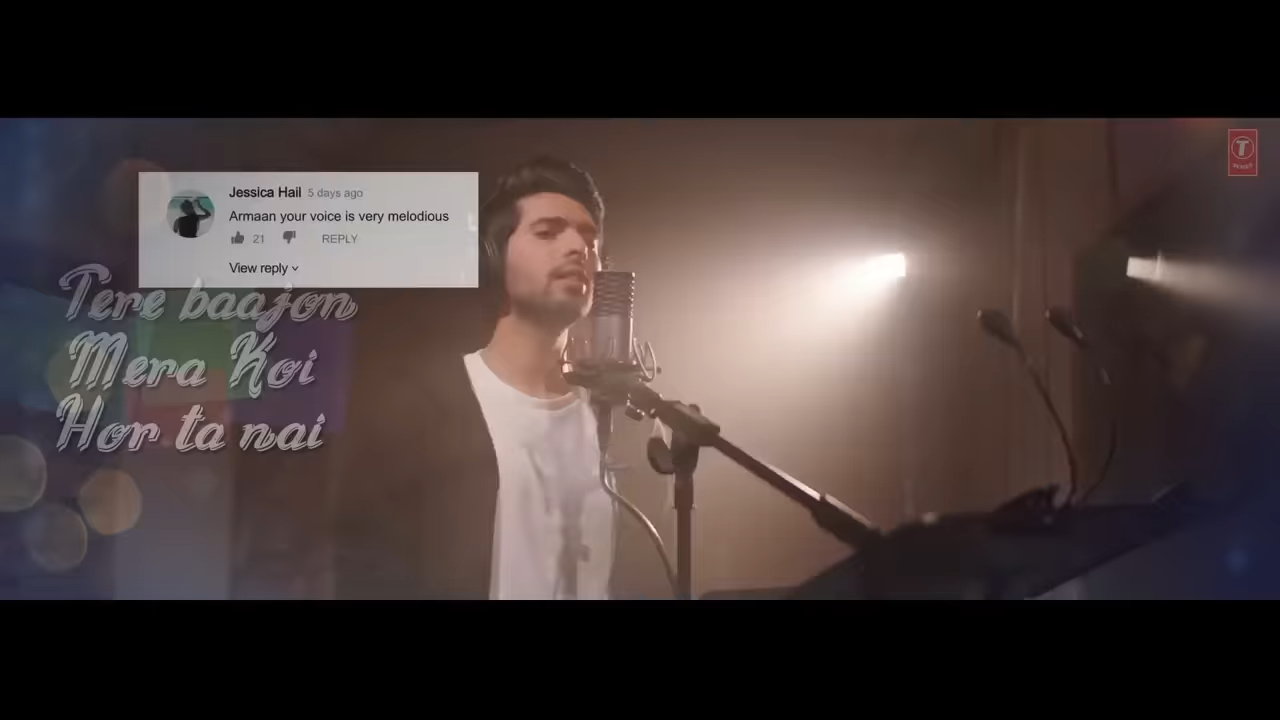 Jessica Hail 5 days ago
Armaan your voice is very melodious
21 REPLY
View reply
Tere baajon
Mera Koi
Hor ta nai
T